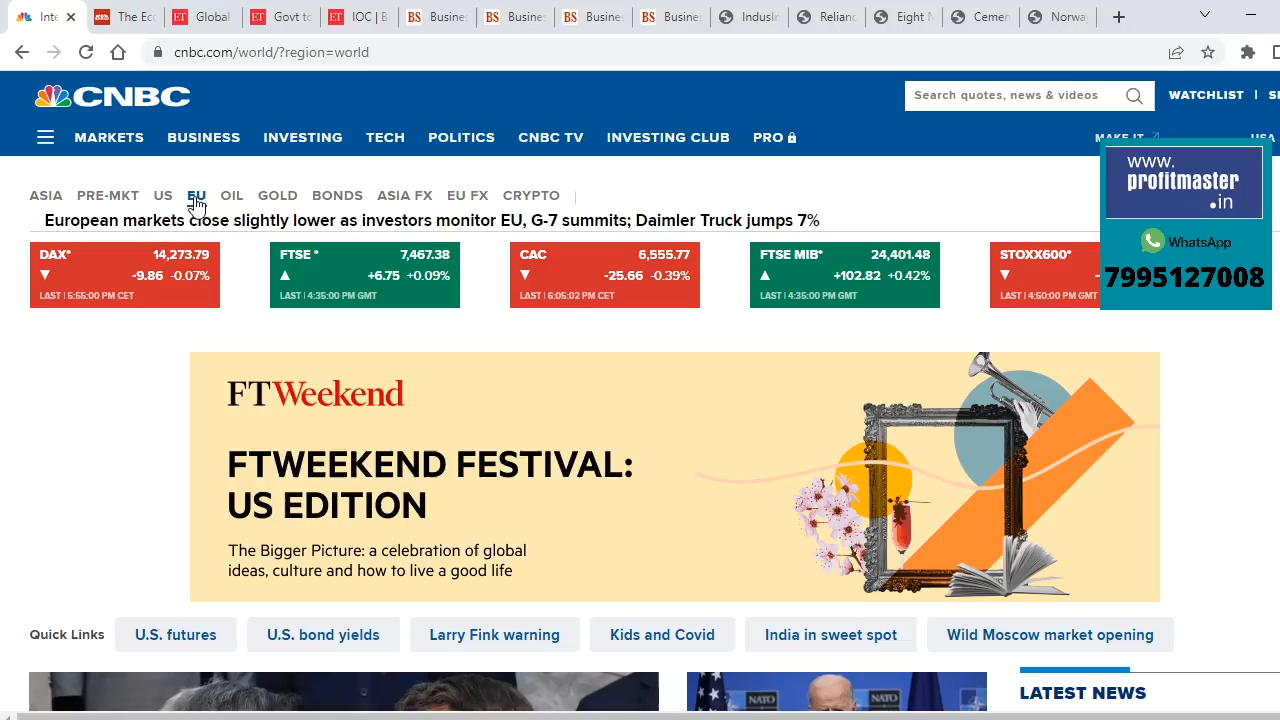 Inte
The Eco
Global
Govt to
IOC | B
Busine
Busine
Busine
Busine
IndusIn
Relianc
Eight N
Cemen
Norwa
cnbc.com/world/?region=world
CNBC
Search quotes, news & videos
WATCHLIST
MARKETS BUSINESS INVESTING TECH POLITICS CNBC TV INVESTING CLUB PRO
MAKE IT
USA
www.
profitmaster
.in
WhatsApp
7995127008
ASIA PRE-MKT US EU OIL GOLD BONDS ASIA FX EU FX CRYPTO
European markets close slightly lower as investors monitor EU, G-7 summits; Daimler Truck jumps 7%
DAX* 14,273.79
-9.86 -0.07%
LAST | 5:55:00 PM CET
FTSE * 7,467.38
+6.75 +0.09%
LAST | 4:35:00 PM GMT
CAC 6,555.77
-25.66 -0.39%
LAST | 6:05:02 PM CET
FTSE MIB* 24,401.48
+102.82 +0.42%
LAST | 4:35:00 PM GMT
STOXX600*
LAST | 4:50:00 PM GMT
FTWeekend
FTWEEKEND FESTIVAL:
US EDITION
The Bigger Picture: a celebration of global
ideas, culture and how to live a good life
Quick Links U.S. futures U.S. bond yields Larry Fink warning Kids and Covid India in sweet spot Wild Moscow market opening
NATO
NATO
LATEST NEWS